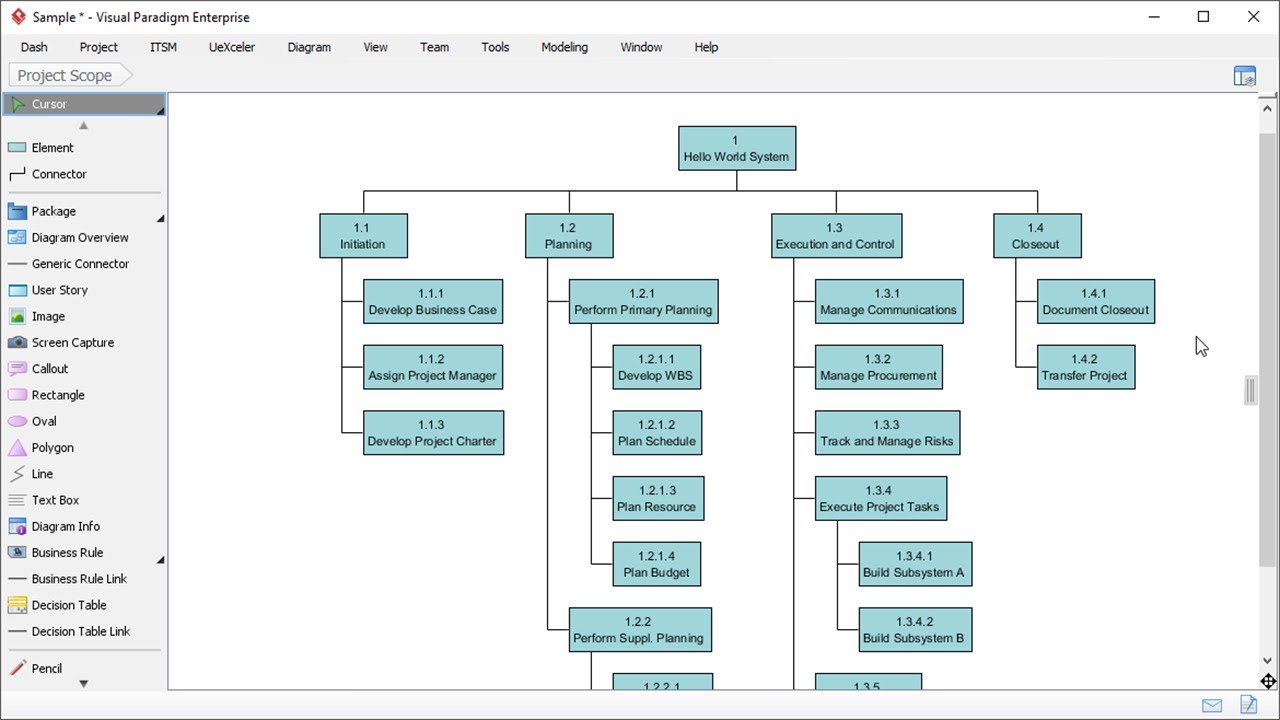 Sample * - Visual Paradigm Enterprise
Dash Project ITSM UeXceler Diagram View Team Tools Modeling Window Help
Project Scope
Cursor
Element
Connector
Package
Diagram Overview
Generic Connector
User Story
Image
Screen Capture
Callout
Rectangle
Oval
Polygon
Line
Text Box
Diagram Info
Business Rule
Business Rule Link
Decision Table
Decision Table Link
Pencil
1
Hello World System
1.1
Initiation
1.1.1
Develop Business Case
1.1.2
Assign Project Manager
1.1.3
Develop Project Charter
1.2
Planning
1.2.1
Perform Primary Planning
1.2.1.1
Develop WBS
1.2.1.2
Plan Schedule
1.2.1.3
Plan Resource
1.2.1.4
Plan Budget
1.2.2
Perform Suppl. Planning
1.2.2.1
1.3
Execution and Control
1.3.1
Manage Communications
1.3.2
Manage Procurement
1.3.3
Track and Manage Risks
1.3.4
Execute Project Tasks
1.3.4.1
Build Subsystem A
1.3.4.2
Build Subsystem B
1.3.5
1.4
Closeout
1.4.1
Document Closeout
1.4.2
Transfer Project